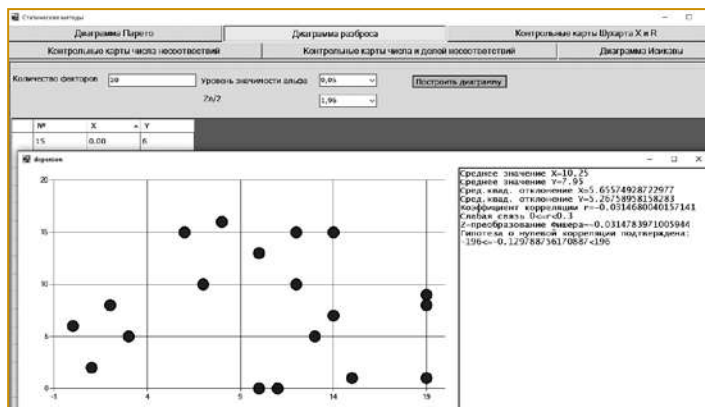 Статические методы
Диаграмма Парето
Диаграмма разброса
Контрольные карты Шухарта X и R
Контрольные карты числа несоотвествий
Контрольные карты числа и долей несоответствий
Диаграмма Исикавы
Количество факторов
20
Уровень значимости альфа
0,05
Построить диаграмму
Zα/2
1,96
№ X Y
15 0.00 6
Среднее значение X=10,25
Среднее значение Y=7,95
Сред.квад. отклонение X=5.65574928722977
Сред.квад. отклонение Y=5,26758958158283
Коэффициент корреляции r=-0.0314680040157141
Слабая связь 0<=r<0.3
Z-преобразование Фишера=-0.0314783971005944
Гипотеза о нулевой корреляции подтверждена:
-196<=-0.129788756170887<196
20
15
10
5
0
-1 4 9 14 19